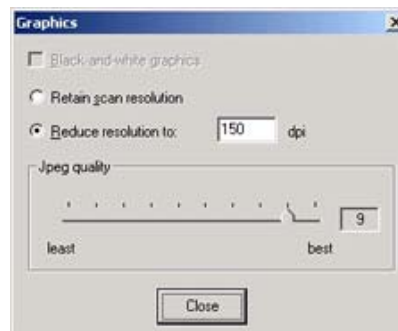 Graphics
Black-and-white graphics
Retain scan resolution
Reduce resolution to: 150 dpi
Jpeg quality
9
least best
Close